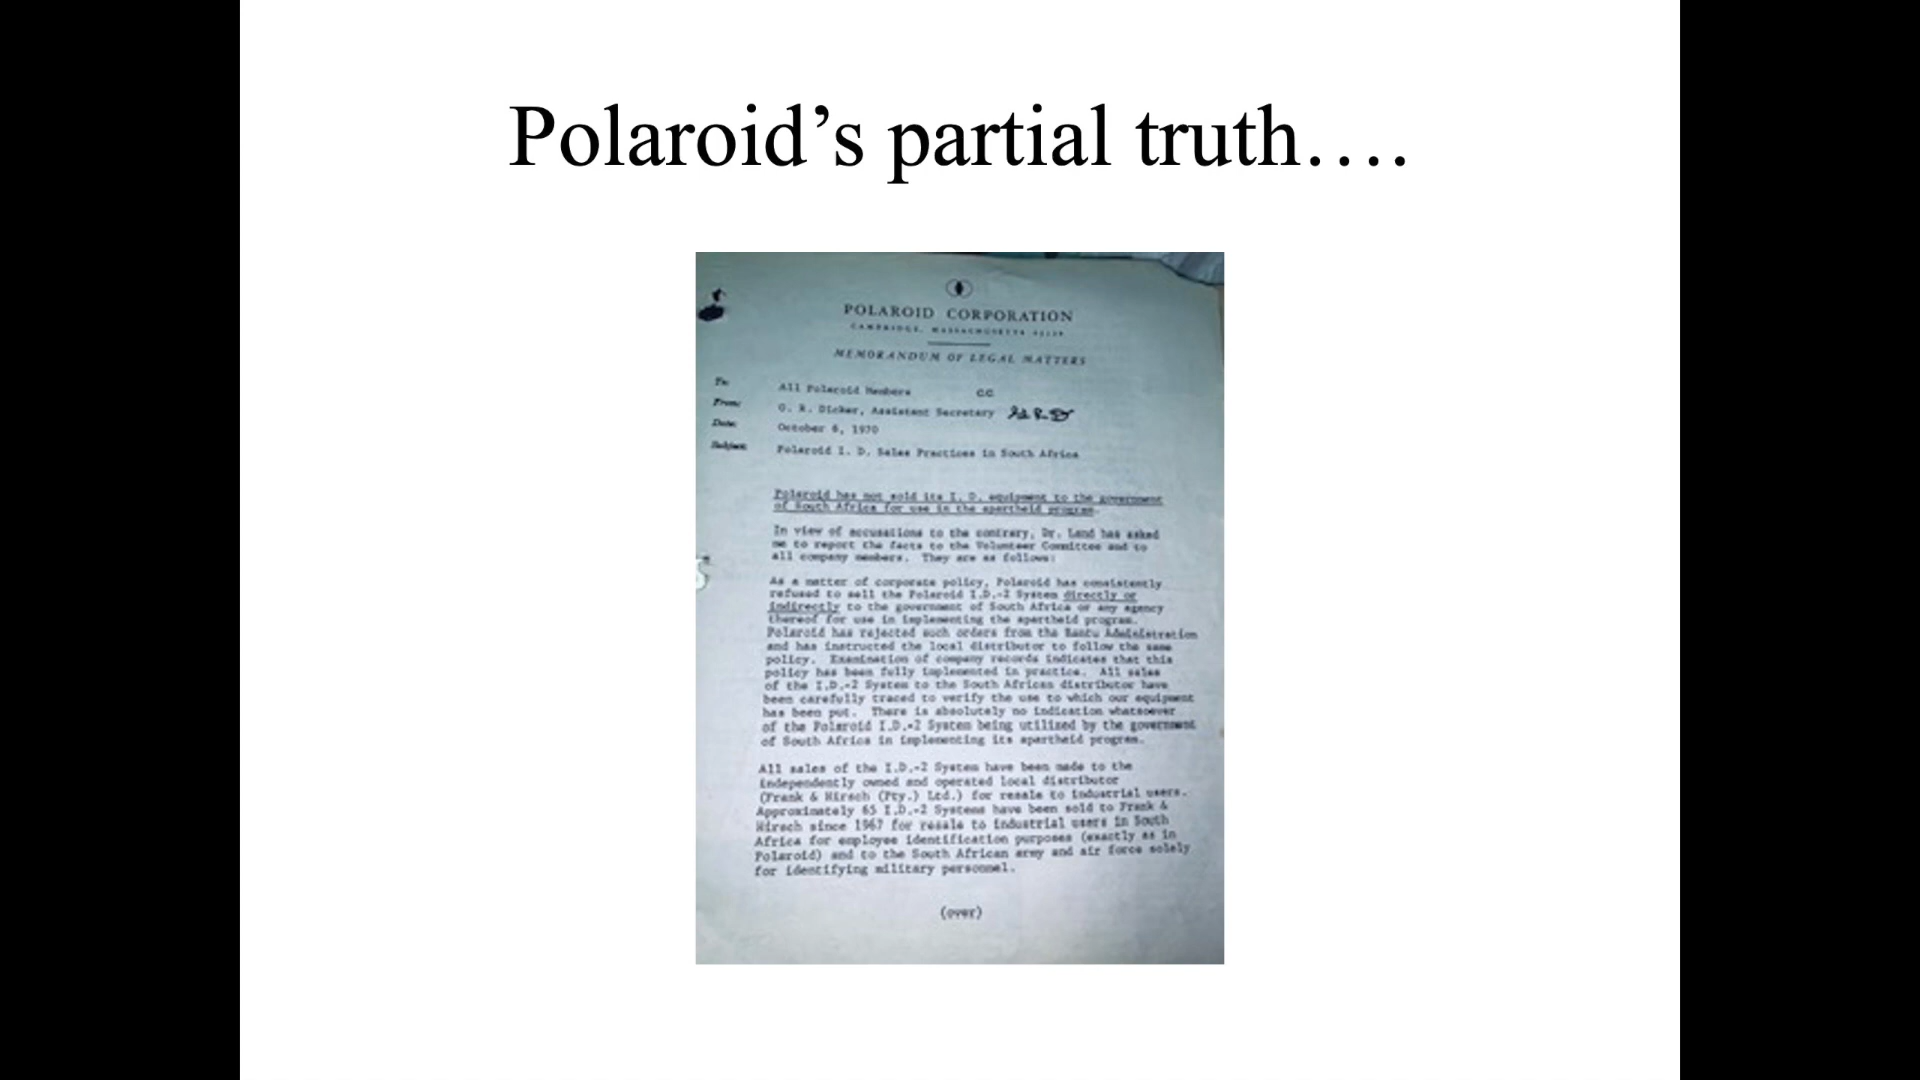 Polaroid’s partial truth….
POLAROID CORPORATION
CAMBRIDGE, MASSACHUSETTS
MEMORANDUM OF LEGAL MATTERS
To: All Polaroid Members CC
From: G. R. Dicker, Assistant Secretary
Date: October 6, 1970
Subject: Polaroid I. D. Sales Practices in South Africa
Polaroid has not sold its I. D. equipment to the government
of South Africa for use in the apartheid program.
In view of accusations to the contrary, Dr. Land has asked
me to report the facts to the Volunteer Committee and to
all company members. They are as follows:
As a matter of corporate policy, Polaroid has consistently
refused to sell the Polaroid I.D.-2 System directly or
indirectly to the government of South Africa or any agency
thereof for use in implementing the apartheid program.
Polaroid has rejected such orders from the Bantu Administration
and has instructed the local distributor to follow the same
policy. Examination of company records indicates that this
policy has been fully implemented in practice. All sales
of the I.D.-2 System to the South African distributor have
been carefully traced to verify the use to which our equipment
has been put. There is absolutely no indication whatsoever
of the Polaroid I.D.-2 System being utilized by the government
of South Africa in implementing its apartheid program.
All sales of the I.D.-2 System have been made to the
independently owned and operated local distributor
(Frank & Hirsch (Pty.) Ltd.) for resale to industrial users.
Approximately 65 I.D.-2 Systems have been sold to Frank &
Hirsch since 1967 for resale to industrial users in South
Africa for employee identification purposes (exactly as in
Polaroid) and to the South African army and air force solely
for identifying military personnel.
(over)